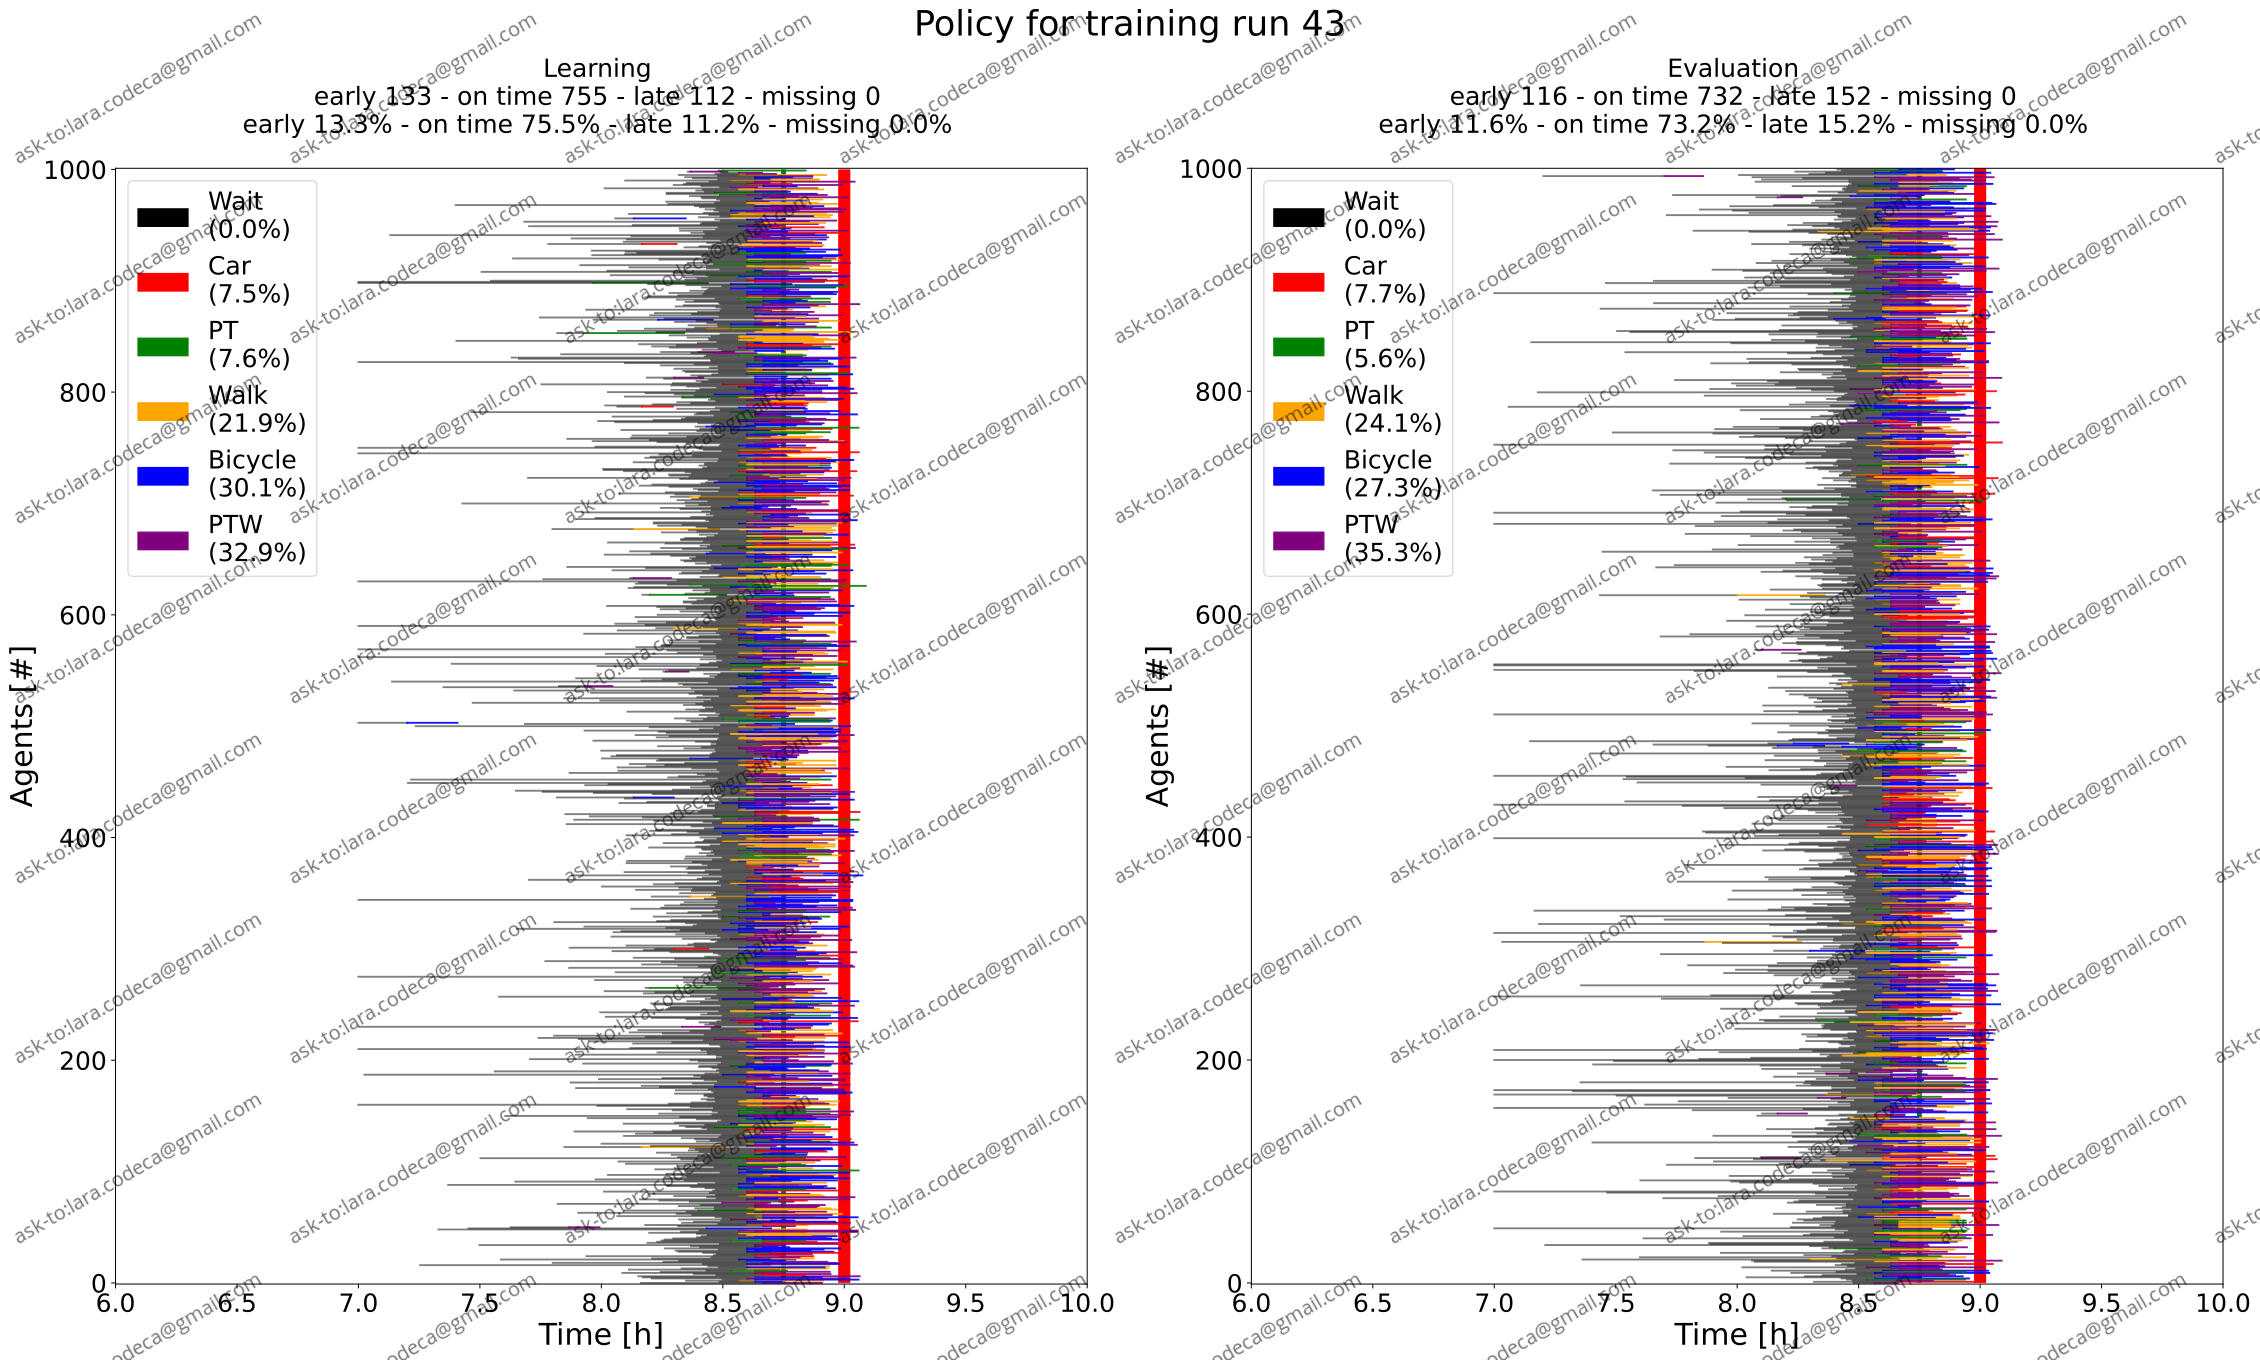 Policy for training run 43
Learning
early 133 - on time 755 - late 112 - missing 0
early 13.3% - on time 75.5% - late 11.2% - missing 0.0%
1000
800
600
400
200
0
Agents [#]
Wait
(0.0%)
Car
(7.5%)
PT
(7.6%)
Walk
(21.9%)
Bicycle
(30.1%)
PTW
(32.9%)
6.0 6.5 7.0 7.5 8.0 8.5 9.0 9.5 10.0
Time [h]
Evaluation
early 116 - on time 732 - late 152 - missing 0
early 11.6% - on time 73.2% - late 15.2% - missing 0.0%
1000
800
600
400
200
0
Agents [#]
Wait
(0.0%)
Car
(7.7%)
PT
(5.6%)
Walk
(24.1%)
Bicycle
(27.3%)
PTW
(35.3%)
6.0 6.5 7.0 7.5 8.0 8.5 9.0 9.5 10.0
Time [h]
ask-to:lara.codeca@gmail.com